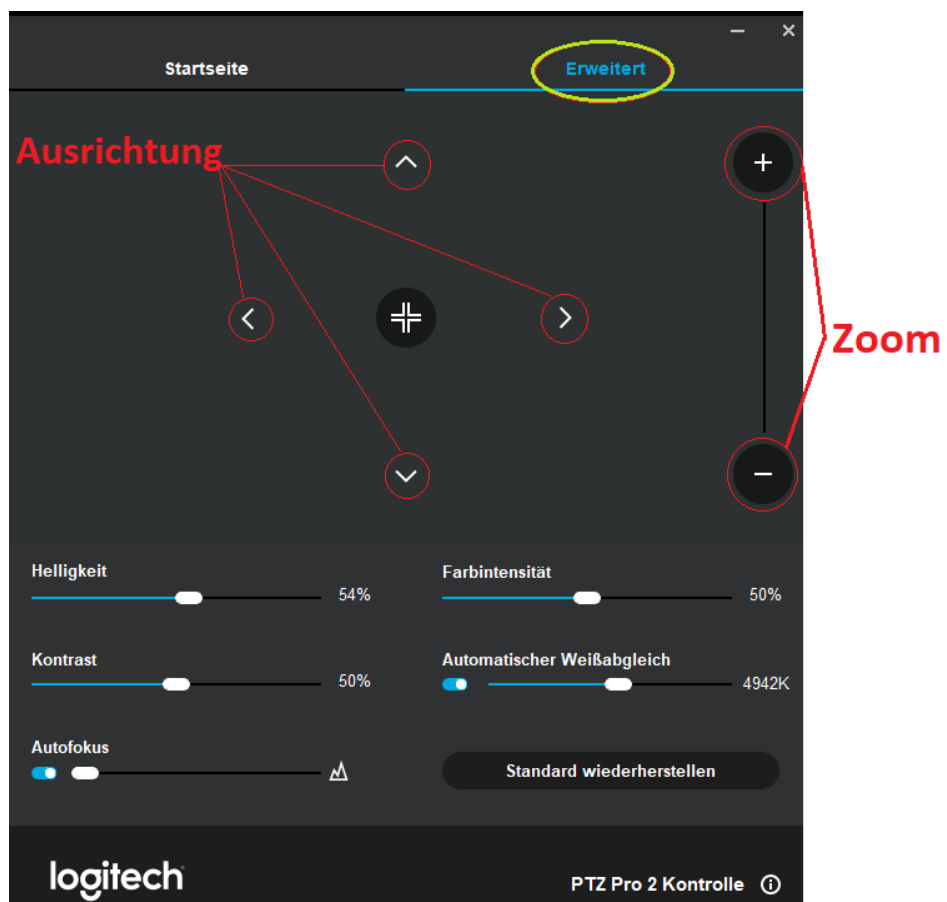 Startseite
Erweitert
Ausrichtung
Zoom
Helligkeit
54%
Farbintensität
50%
Kontrast
50%
Automatischer Weißabgleich
4942K
Autofokus
Standard wiederherstellen
logitech
PTZ Pro 2 Kontrolle